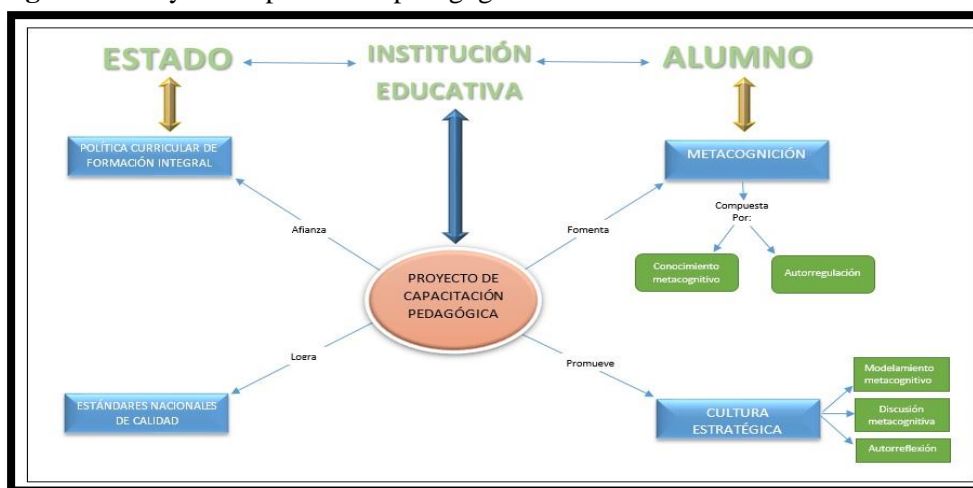 ESTADO
INSTITUCIÓN
EDUCATIVA
ALUMNO
POLÍTICA CURRICULAR DE
FORMACIÓN INTEGRAL
METACOGNICIÓN
Compuesta
Por:
Afianza
Fomenta
Conocimiento
metacognitivo
Autorregulación
PROYECTO DE
CAPACITACIÓN
PEDAGÓGICA
Logra
Promueve
ESTÁNDARES NACIONALES
DE CALIDAD
CULTURA
ESTRATÉGICA
Modelamiento
metacognitivo
Discusión
metacognitiva
Autorreflexión